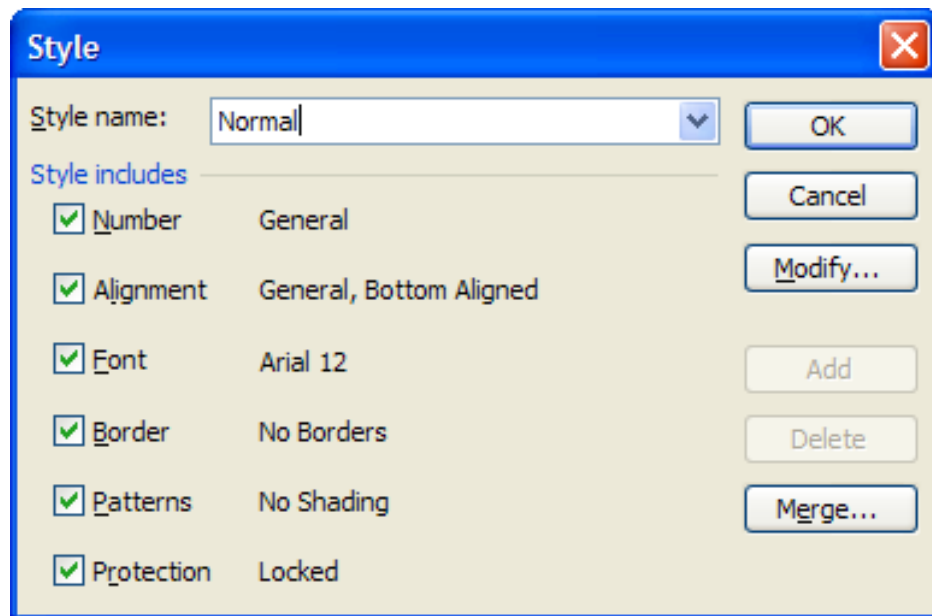 Style
Style name: Normal OK
Style includes
Cancel
Number General
Modify...
Alignment General, Bottom Aligned
Font Arial 12
Add
Border No Borders
Delete
Patterns No Shading
Merge...
Protection Locked